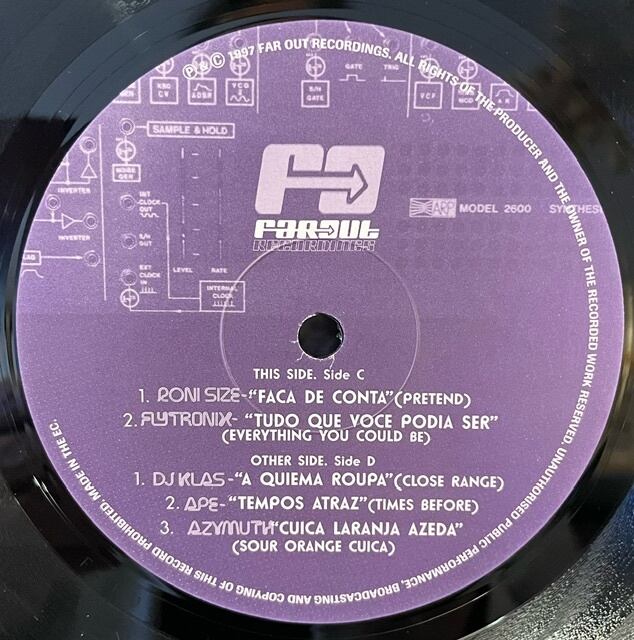 ℗ & © 1997 FAR OUT RECORDINGS. ALL RIGHTS OF THE PRODUCER AND THE OWNER OF THE RECORDED WORK RESERVED. UNAUTHORISED PUBLIC PERFORMANCE, BROADCASTING AND COPYING OF THIS RECORD PROHIBITED. MADE IN THE EC.
KBD CV
ADSR
VCO
GATE
TRIG
S/H GATE
VCF
AR
SAMPLE & HOLD
NOISE GEN
INVERTER
INT CLOCK OUT
INVERTER
S/H OUT
EXT CLOCK IN
LEVEL
RATE
INTERNAL CLOCK
LAG
FAR OUT
RECORDINGS
ARP MODEL 2600
THIS SIDE. Side C
1. RONI SIZE-"FACA DE CONTA"(PRETEND)
2. FLYTRONIX- "TUDO QUE VOCE PODIA SER"
(EVERYTHING YOU COULD BE)
OTHER SIDE. Side D
1. DJ KLAS-"A QUIEMA ROUPA"(CLOSE RANGE)
2. APE-"TEMPOS ATRAZ"(TIMES BEFORE)
3. AZYMUTH"CUICA LARANJA AZEDA"
(SOUR ORANGE CUICA)